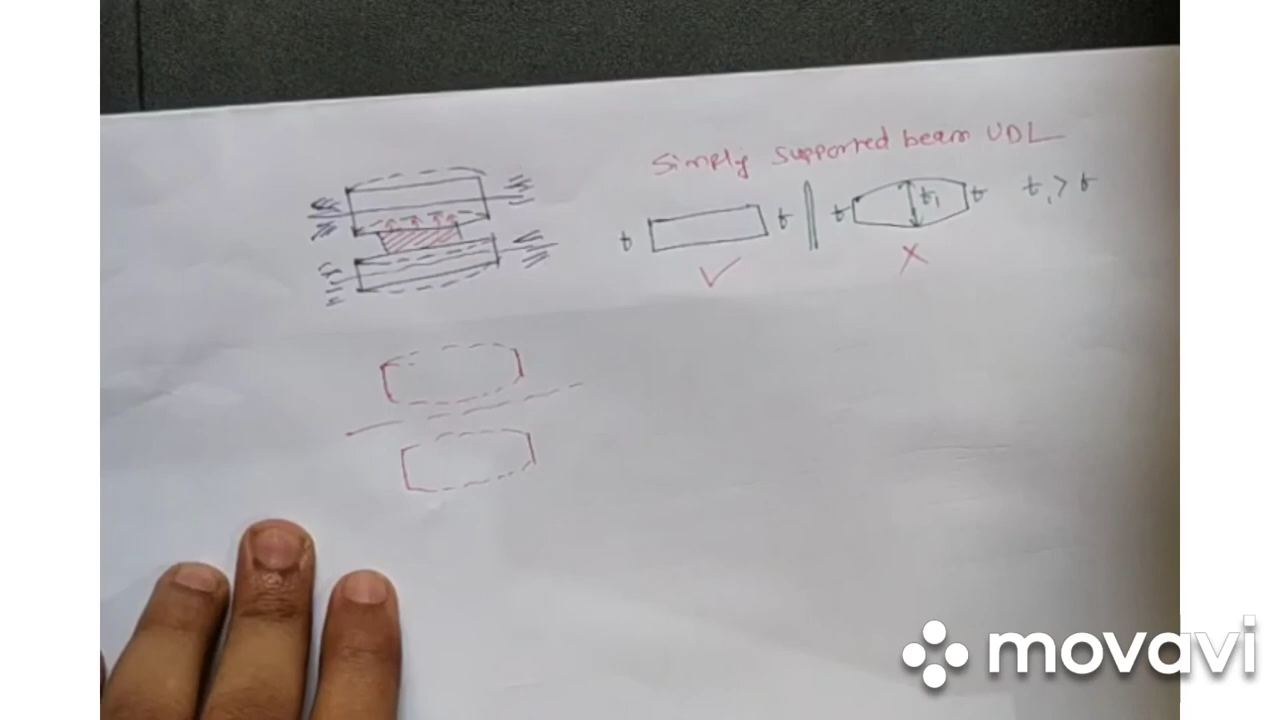 Simply supported beam UDL
t t t t₁ t t₁ > t
movavi